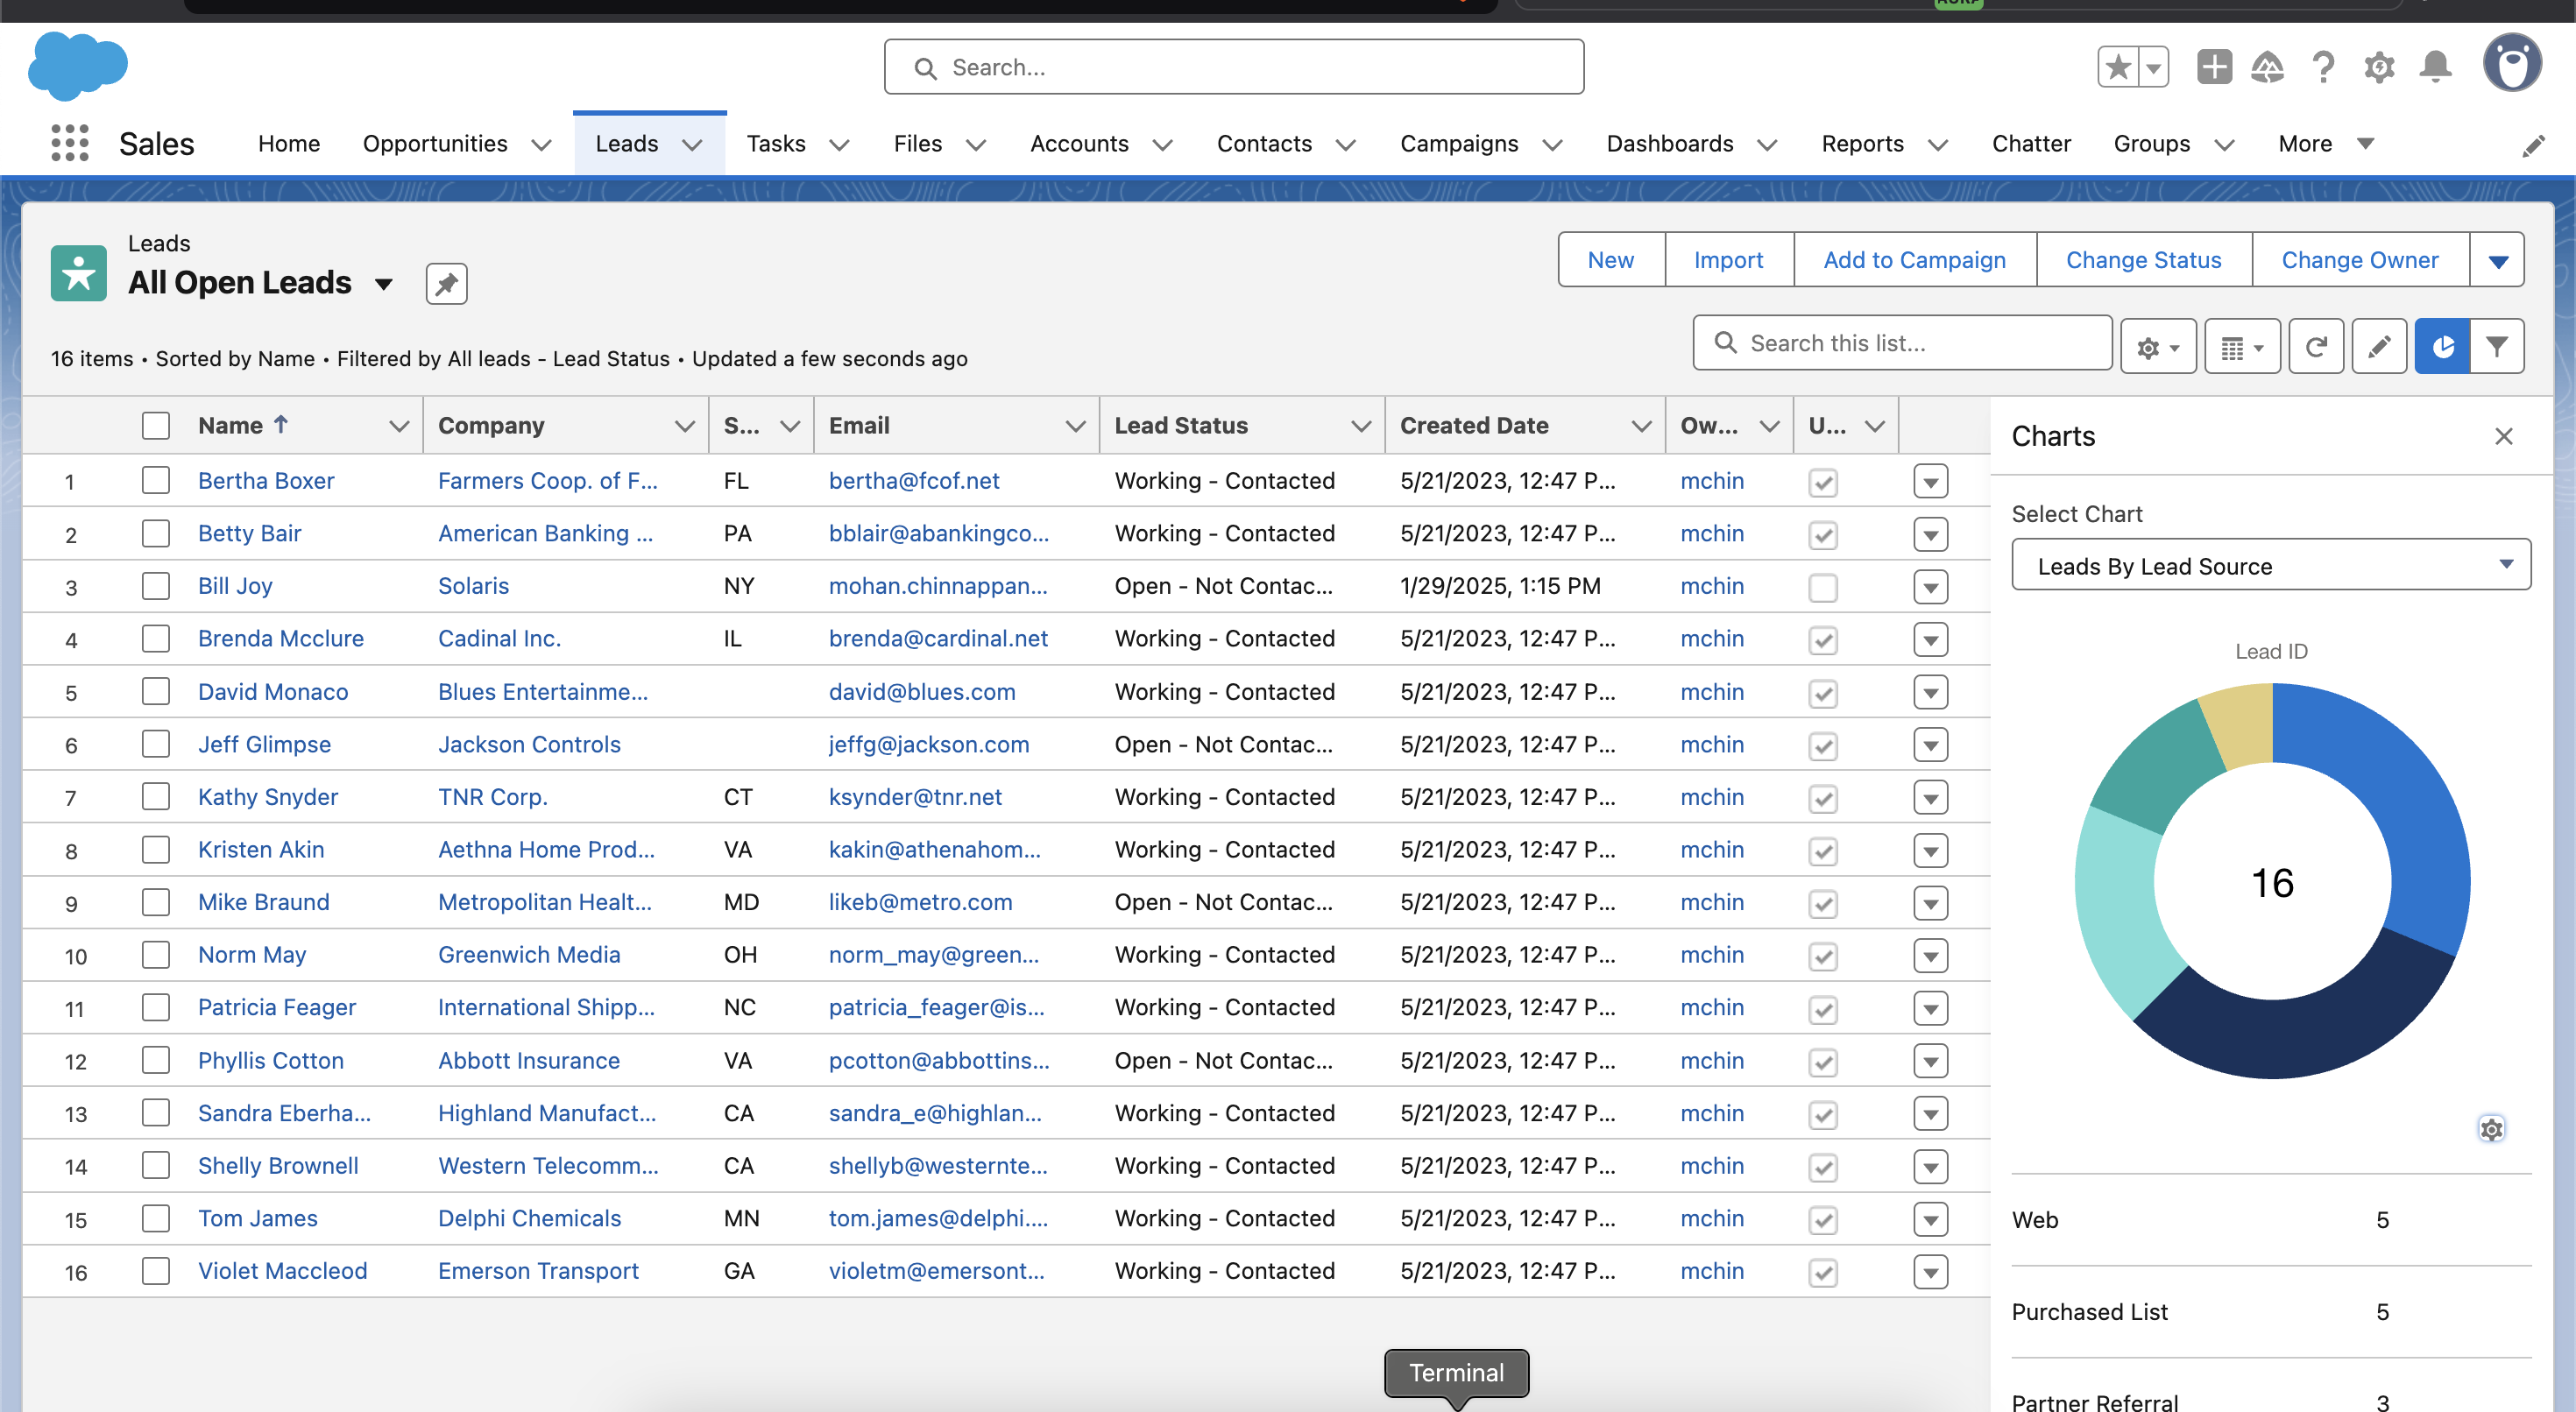 Search...
Sales Home Opportunities Leads Tasks Files Accounts Contacts Campaigns Dashboards Reports Chatter Groups More
Leads
All Open Leads
New Import Add to Campaign Change Status Change Owner
16 items • Sorted by Name • Filtered by All leads - Lead Status • Updated a few seconds ago
Search this list...
Name Company S... Email Lead Status Created Date Ow... U...
1 Bertha Boxer Farmers Coop. of F... FL bertha@fcof.net Working - Contacted 5/21/2023, 12:47 P... mchin
2 Betty Bair American Banking ... PA bblair@abankingco... Working - Contacted 5/21/2023, 12:47 P... mchin
3 Bill Joy Solaris NY mohan.chinnappan... Open - Not Contac... 1/29/2025, 1:15 PM mchin
4 Brenda Mcclure Cadinal Inc. IL brenda@cardinal.net Working - Contacted 5/21/2023, 12:47 P... mchin
5 David Monaco Blues Entertainme... david@blues.com Working - Contacted 5/21/2023, 12:47 P... mchin
6 Jeff Glimpse Jackson Controls jeffg@jackson.com Open - Not Contac... 5/21/2023, 12:47 P... mchin
7 Kathy Snyder TNR Corp. CT ksynder@tnr.net Working - Contacted 5/21/2023, 12:47 P... mchin
8 Kristen Akin Aethna Home Prod... VA kakin@athenahom... Working - Contacted 5/21/2023, 12:47 P... mchin
9 Mike Braund Metropolitan Healt... MD likeb@metro.com Open - Not Contac... 5/21/2023, 12:47 P... mchin
10 Norm May Greenwich Media OH norm_may@green... Working - Contacted 5/21/2023, 12:47 P... mchin
11 Patricia Feager International Shipp... NC patricia_feager@is... Working - Contacted 5/21/2023, 12:47 P... mchin
12 Phyllis Cotton Abbott Insurance VA pcotton@abbottins... Open - Not Contac... 5/21/2023, 12:47 P... mchin
13 Sandra Eberha... Highland Manufact... CA sandra_e@highlan... Working - Contacted 5/21/2023, 12:47 P... mchin
14 Shelly Brownell Western Telecomm... CA shellyb@westernte... Working - Contacted 5/21/2023, 12:47 P... mchin
15 Tom James Delphi Chemicals MN tom.james@delphi.... Working - Contacted 5/21/2023, 12:47 P... mchin
16 Violet Maccleod Emerson Transport GA violetm@emersont... Working - Contacted 5/21/2023, 12:47 P... mchin
Charts
Select Chart
Leads By Lead Source
Lead ID
16
Web 5
Purchased List 5
Partner Referral 3
Terminal